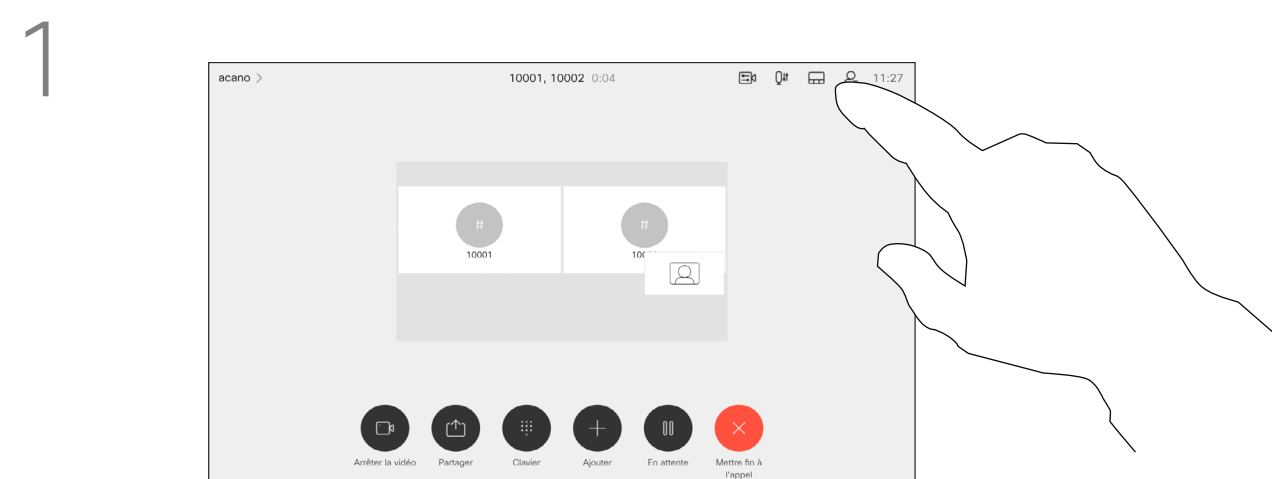 1
acano >
10001, 10002 0:04
11:27
#
#
10001
Arrêter la vidéo
Partager
Clavier
Ajouter
En attente
Mettre fin à
l'appel